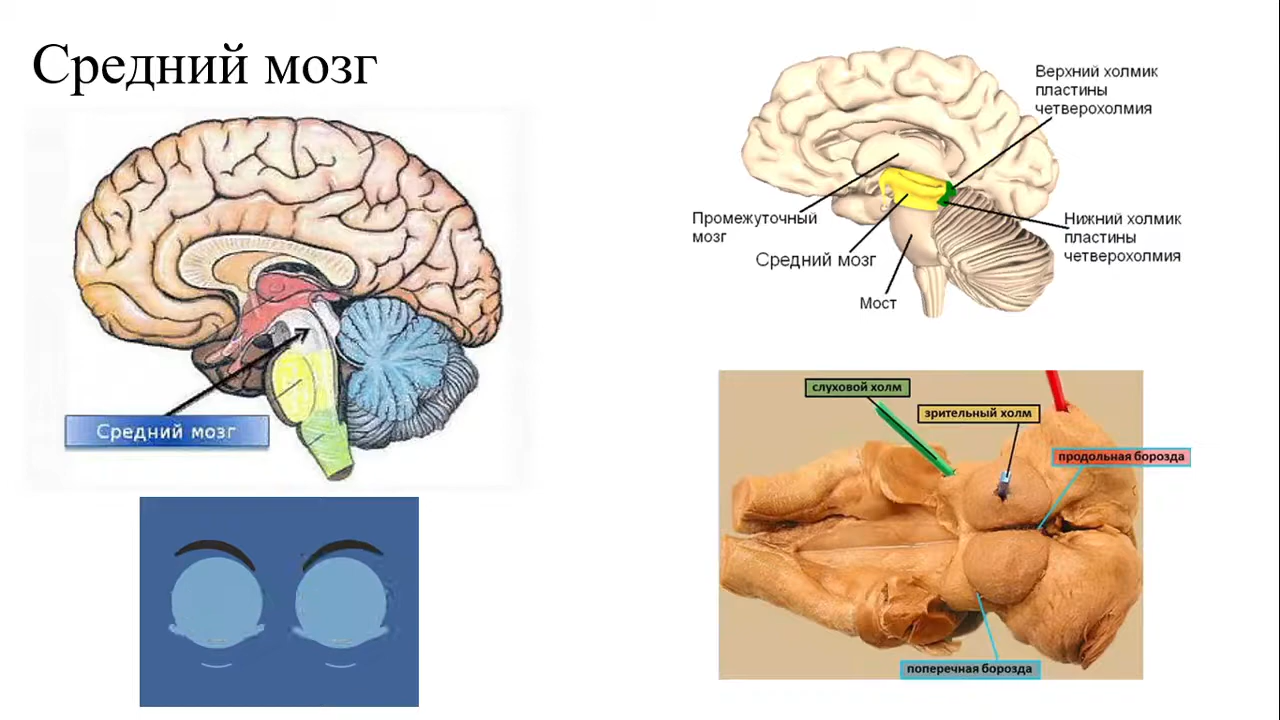 Средний мозг
Средний мозг
Верхний холмик
пластины
четверохолмия
Промежуточный
мозг
Средний мозг
Мост
Нижний холмик
пластины
четверохолмия
слуховой холм
зрительный холм
продольная борозда
поперечная борозда